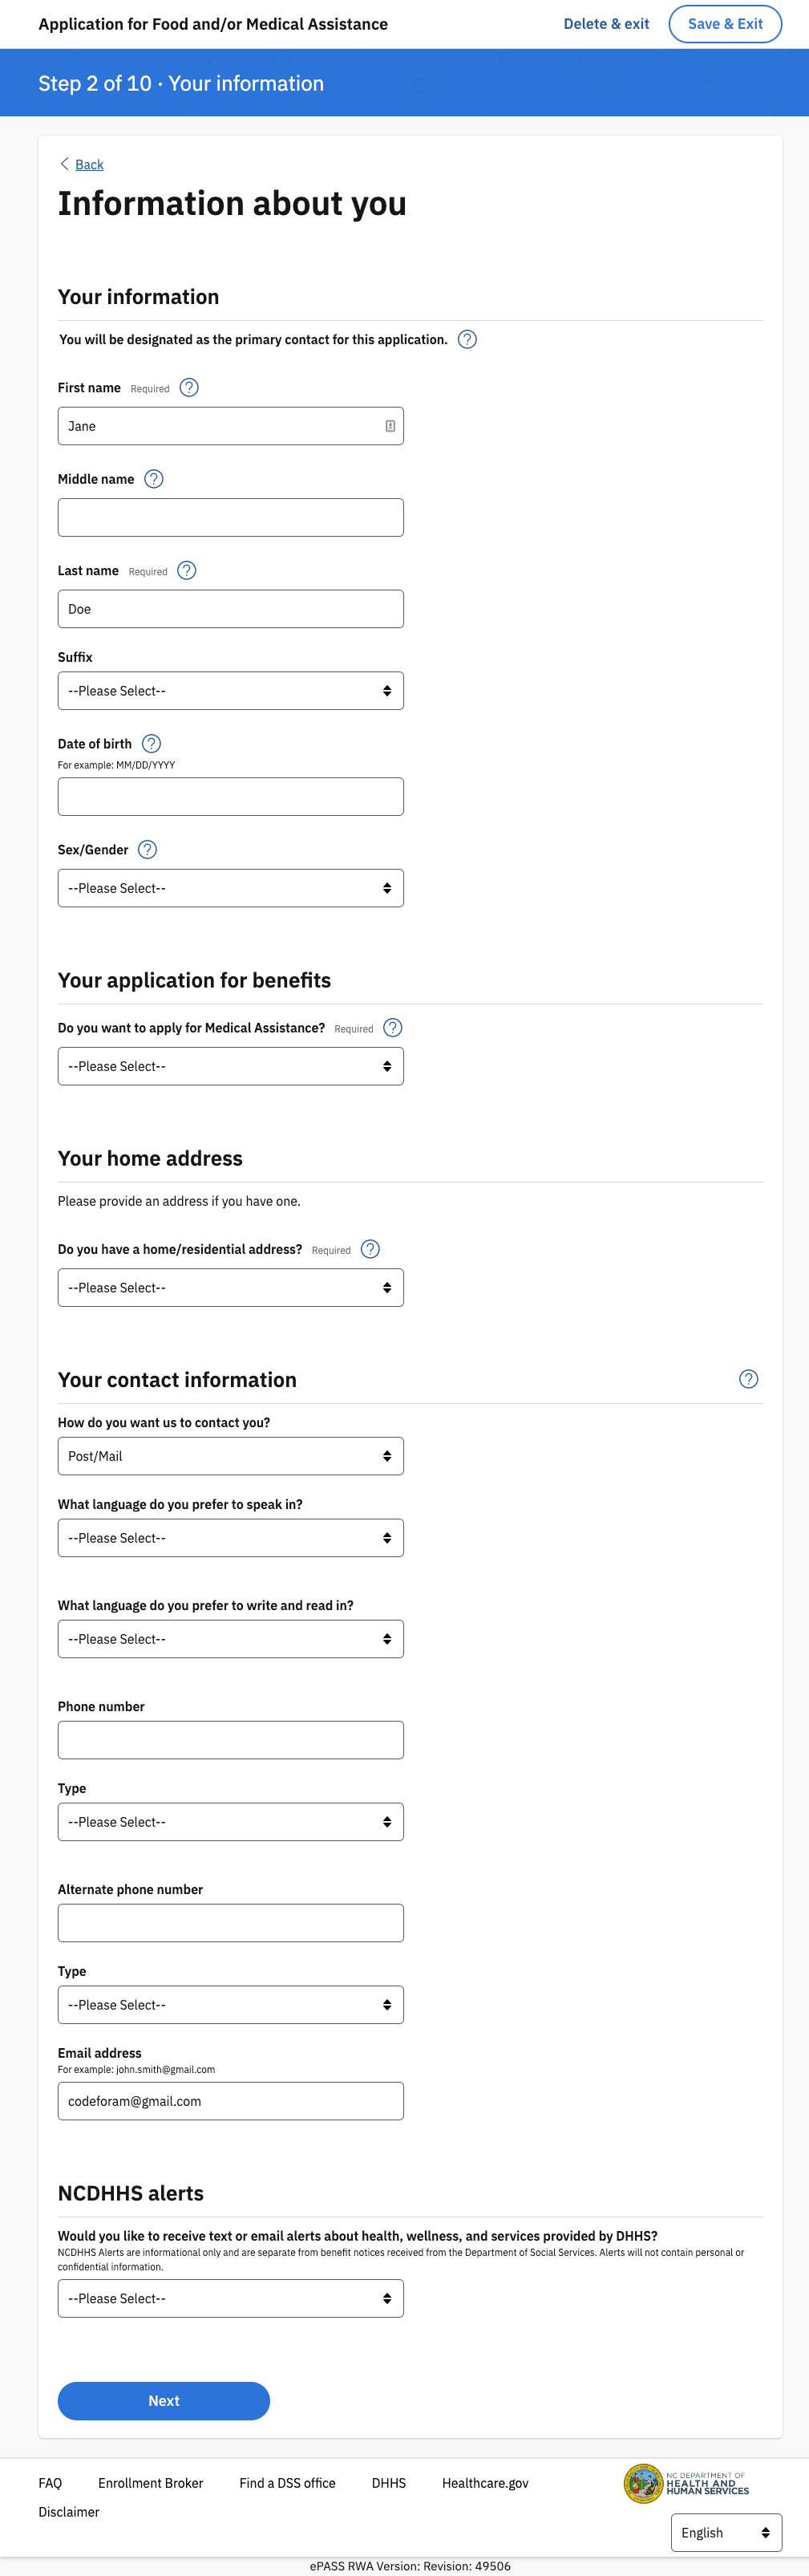 Application for Food and/or Medical Assistance
Delete & exit
Save & Exit
Step 2 of 10 · Your information
Back
Information about you
Your information
You will be designated as the primary contact for this application. ?
First name Required ?
Jane
Middle name ?
Last name Required ?
Doe
Suffix
--Please Select--
Date of birth ?
For example: MM/DD/YYYY
Sex/Gender ?
--Please Select--
Your application for benefits
Do you want to apply for Medical Assistance? Required ?
--Please Select--
Your home address
Please provide an address if you have one.
Do you have a home/residential address? Required ?
--Please Select--
Your contact information ?
How do you want us to contact you?
Post/Mail
What language do you prefer to speak in?
--Please Select--
What language do you prefer to write and read in?
--Please Select--
Phone number
Type
--Please Select--
Alternate phone number
Type
--Please Select--
Email address
For example: john.smith@gmail.com
codeforam@gmail.com
NCDHHS alerts
Would you like to receive text or email alerts about health, wellness, and services provided by DHHS?
NCDHHS Alerts are informational only and are separate from benefit notices received from the Department of Social Services. Alerts will not contain personal or
confidential information.
--Please Select--
Next
FAQ Enrollment Broker Find a DSS office DHHS Healthcare.gov
Disclaimer
NC DEPARTMENT OF
HEALTH AND
HUMAN SERVICES
English
ePASS RWA Version: Revision: 49506